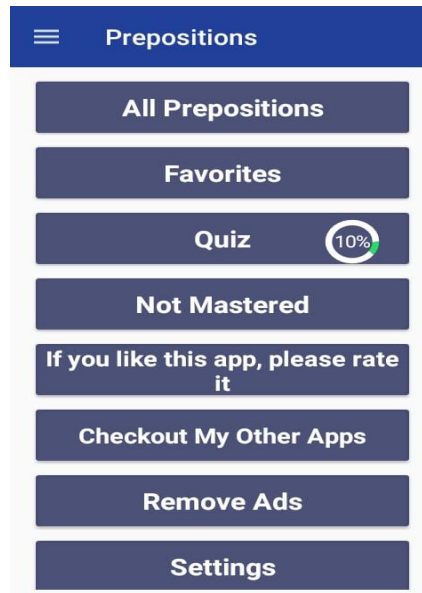 Prepositions
All Prepositions
Favorites
Quiz 10%
Not Mastered
If you like this app, please rate
it
Checkout My Other Apps
Remove Ads
Settings